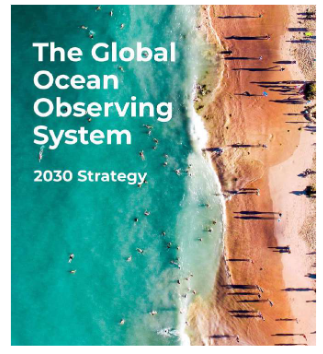 The Global
Ocean
Observing
System
2030 Strategy